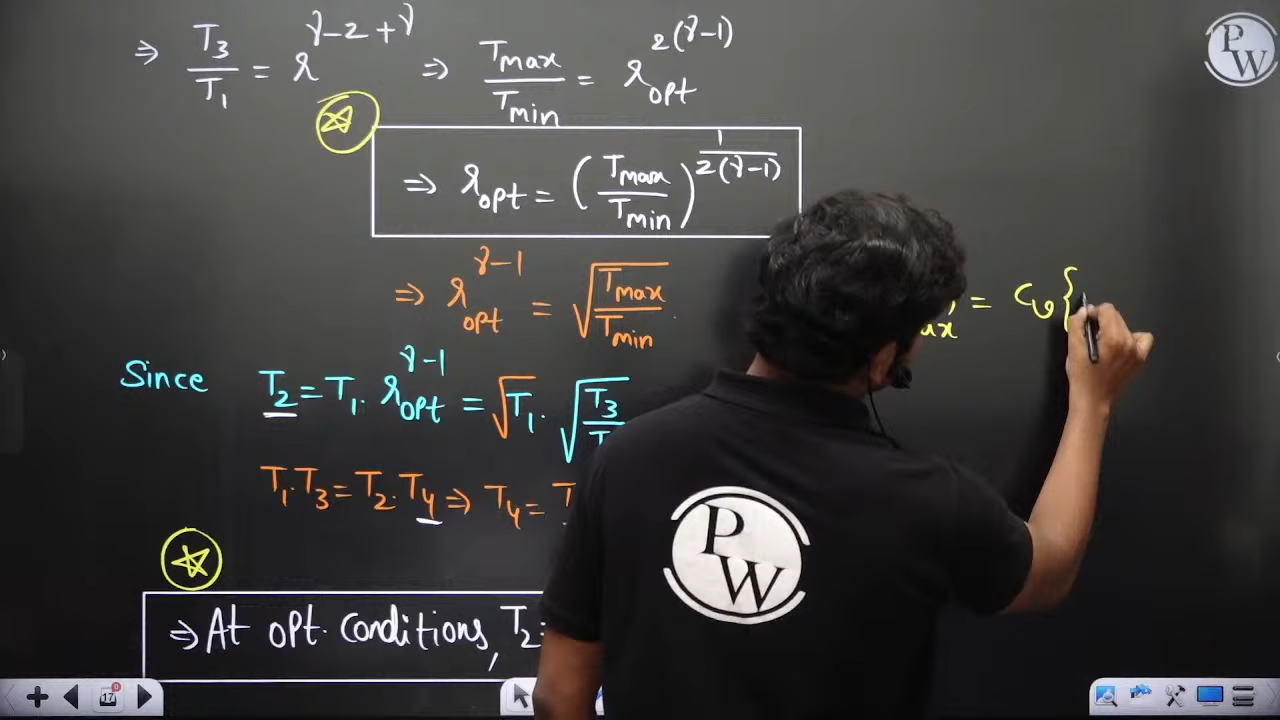 ⇒ T₃/T₁ = r^(γ-2+γ) ⇒ Tmax/Tmin = r_opt^(2(γ-1))
PW
⇒ r_opt = (Tmax/Tmin)^(1/(2(γ-1)))
⇒ r_opt^(γ-1) = √(Tmax/Tmin)
= Cv {
Since T₂ = T₁. r_opt^(γ-1) = √T₁. √(T₃/T
T₁.T₃ = T₂.T₄ ⇒ T₄ = T
PW
⇒ At opt. conditions, T₂ =
17